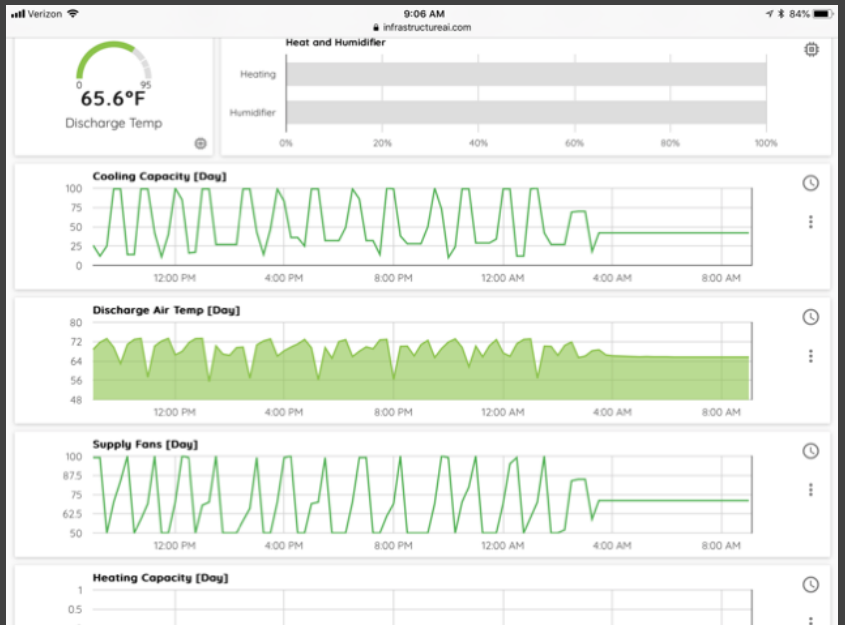 Verizon 9:06 AM 84%
infrastructureai.com
Heat and Humidifier
0 95
65.6°F
Discharge Temp
Heating
Humidifier
0% 20% 40% 60% 80% 100%
Cooling Capacity [Day]
100
75
50
25
0
12:00 PM 4:00 PM 8:00 PM 12:00 AM 4:00 AM 8:00 AM
Discharge Air Temp [Day]
80
72
64
56
48
12:00 PM 4:00 PM 8:00 PM 12:00 AM 4:00 AM 8:00 AM
Supply Fans [Day]
100
87.5
75
62.5
50
12:00 PM 4:00 PM 8:00 PM 12:00 AM 4:00 AM 8:00 AM
Heating Capacity [Day]
1
0.5